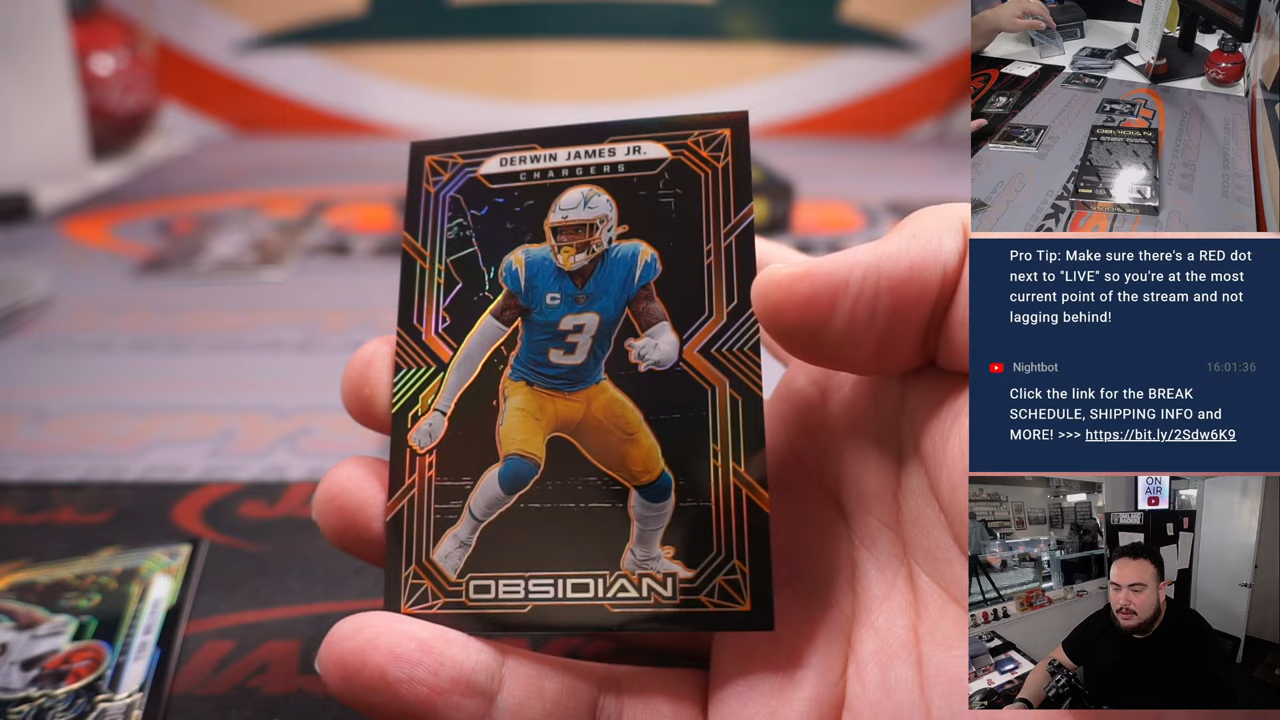 DERWIN JAMES JR.
CHARGERS
C
3
OBSIDIAN
OBSIDIAN
Pro Tip: Make sure there's a RED dot
next to "LIVE" so you're at the most
current point of the stream and not
lagging behind!
Nightbot
16:01:36
Click the link for the BREAK
SCHEDULE, SHIPPING INFO and
MORE! >>> https://bit.ly/2Sdw6K9
ON
AIR